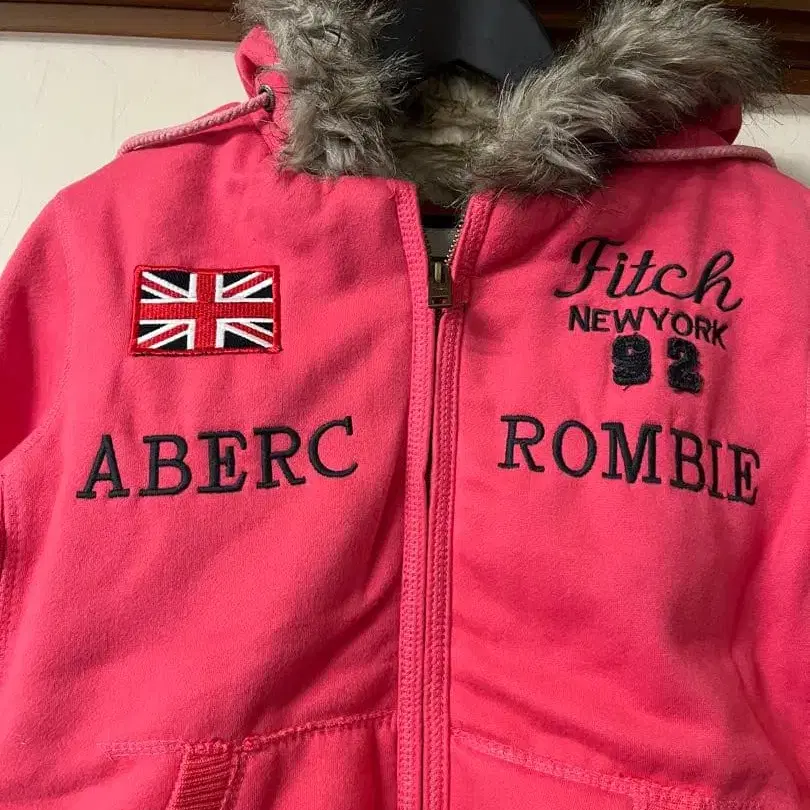 Fitch
NEWYORK
92
ABERC ROMBIE